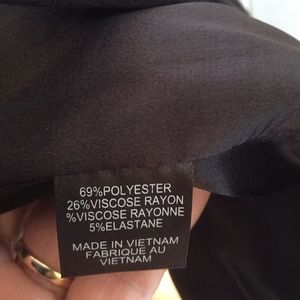 69%POLYESTER
26%VISCOSE RAYON
%VISCOSE RAYONNE
5%ELASTANE
MADE IN VIETNAM
FABRIQUE AU
VIETNAM